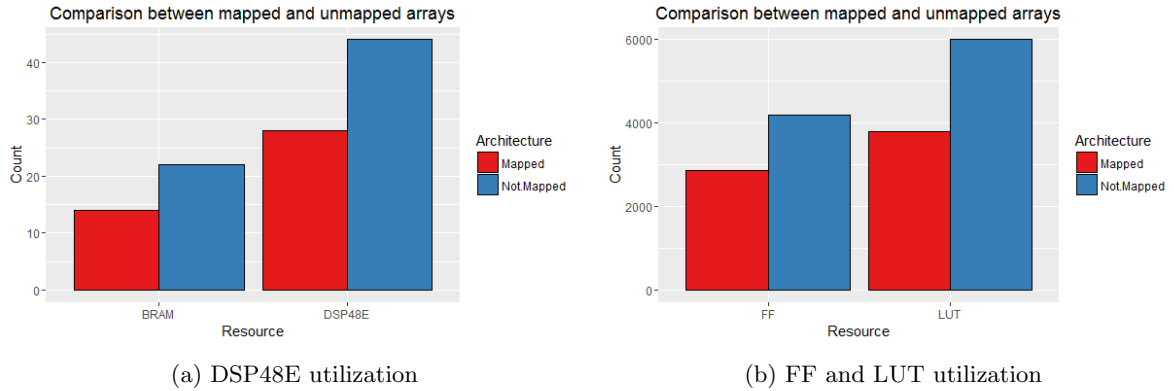 Comparison between mapped and unmapped arrays
Count
40
30
20
10
0
BRAM DSP48E
Resource
Architecture
Mapped
Not.Mapped
(a) DSP48E utilization
Comparison between mapped and unmapped arrays
Count
6000
4000
2000
0
FF LUT
Resource
Architecture
Mapped
Not.Mapped
(b) FF and LUT utilization